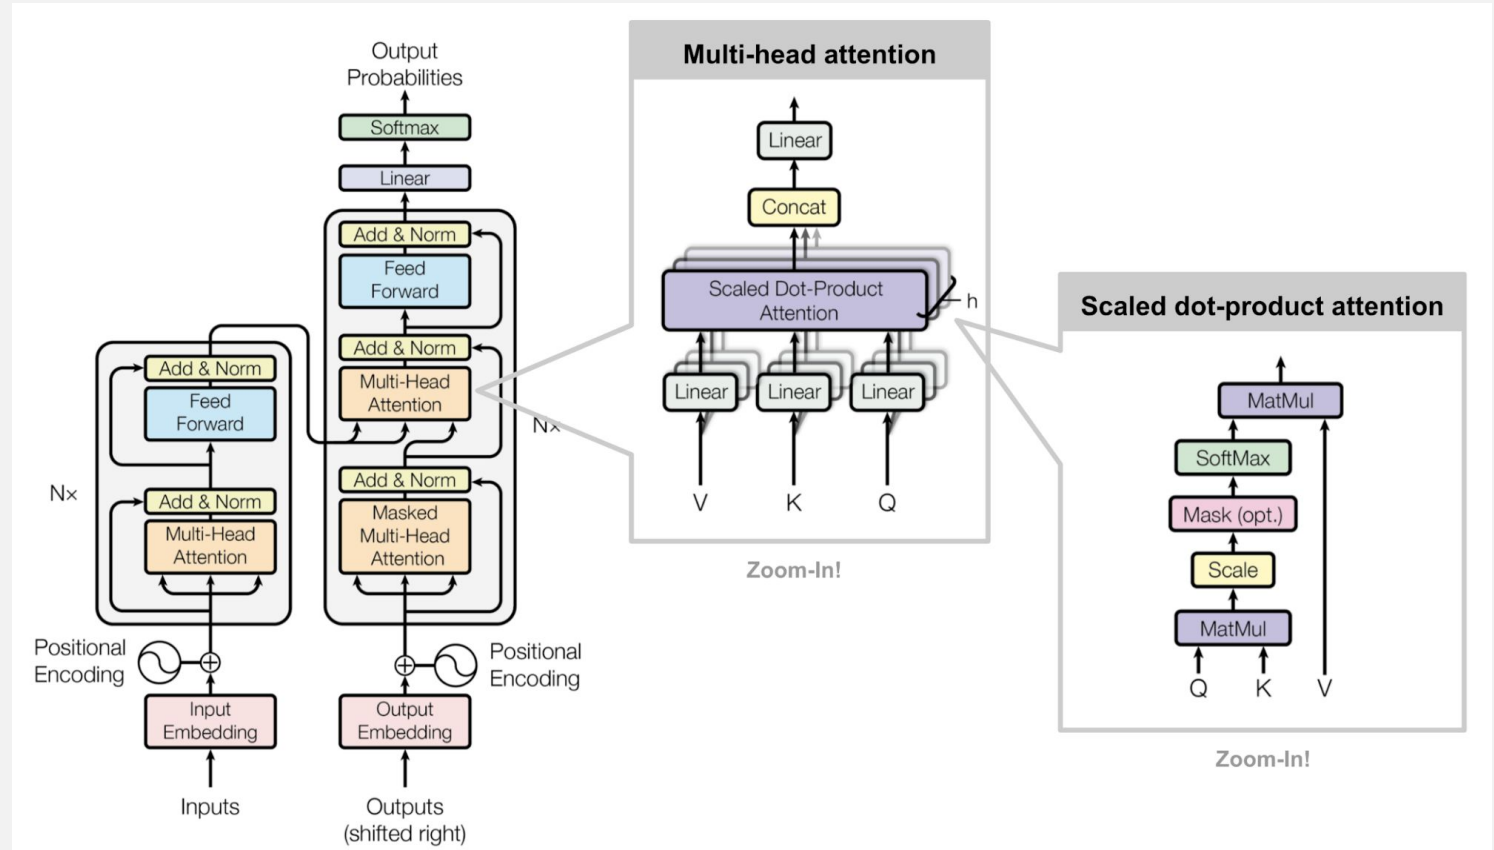 Output
Probabilities
Softmax
Linear
Add & Norm
Feed
Forward
Add & Norm
Multi-Head
Attention
Nx
Add & Norm
Masked
Multi-Head
Attention
Positional
Encoding
Output
Embedding
Outputs
(shifted right)
Add & Norm
Feed
Forward
Nx
Add & Norm
Multi-Head
Attention
Positional
Encoding
Input
Embedding
Inputs
Multi-head attention
Linear
Concat
Scaled Dot-Product
Attention
h
Linear Linear Linear
V K Q
Zoom-In!
Scaled dot-product attention
MatMul
SoftMax
Mask (opt.)
Scale
MatMul
Q K V
Zoom-In!